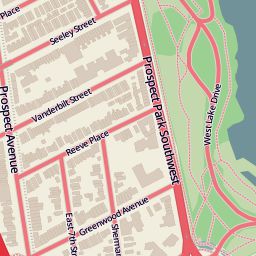 Place
Seeley Street
Vanderbilt Street
Reeve Place
Greenwood Avenue
Prospect Avenue
Prospect Park Southwest
West Lake Drive
East 7th St
Sherma